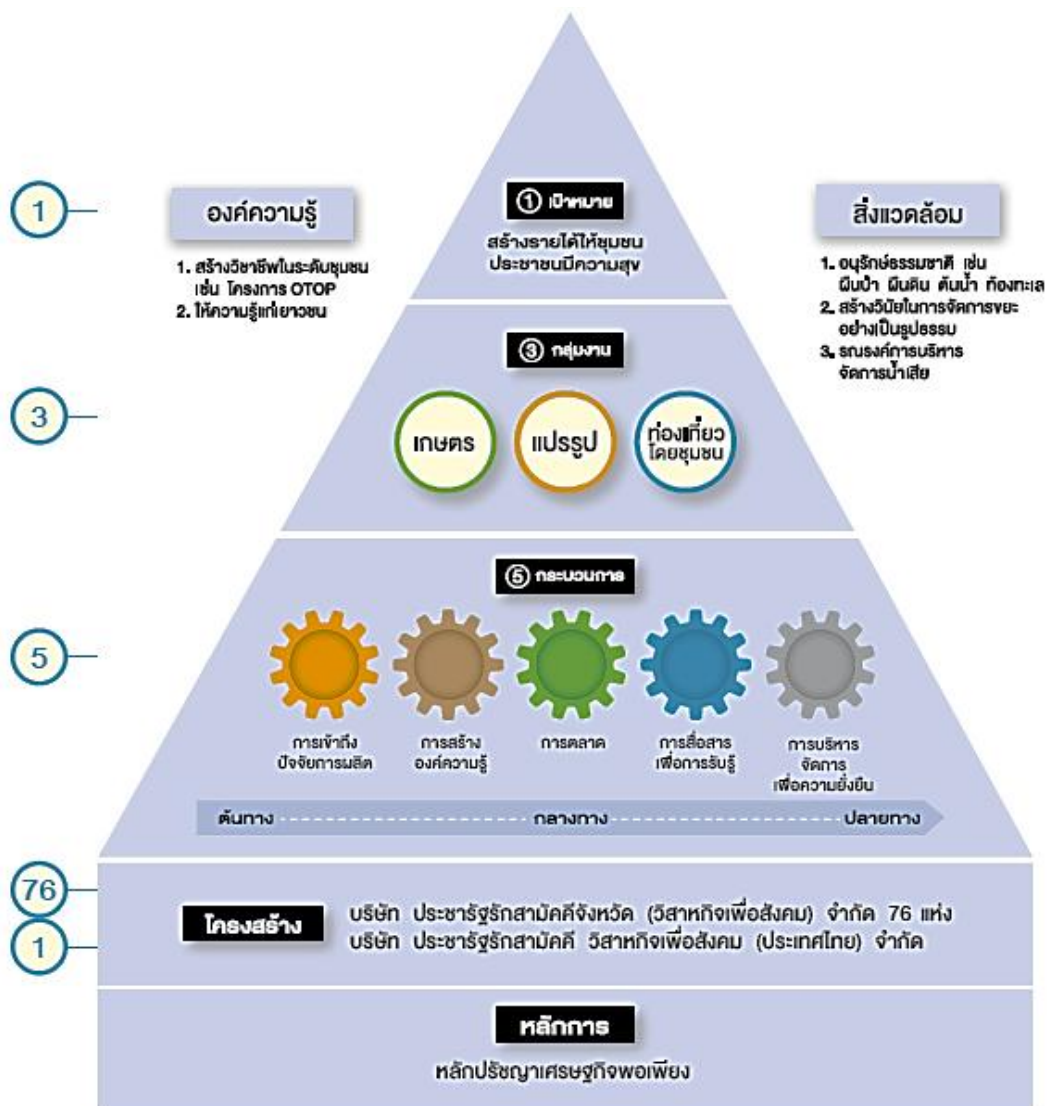 1
องค์ความรู้
1. สร้างวิชาชีพในระดับชุมชน
เช่น โครงการ OTOP
2. ให้ความรู้แก่เยาวชน
1 เป้าหมาย
สร้างรายได้ให้ชุมชน
ประชาชนมีความสุข
สิ่งแวดล้อม
1. อนุรักษ์ธรรมชาติ เช่น
ผืนป่า ผืนดิน ต้นน้ำ ท้องทะเล
2. สร้างวินัยในการจัดการขยะ
อย่างเป็นรูปธรรม
3. รณรงค์การบริหาร
จัดการน้ำเสีย
3
3 กลุ่มงาน
เกษตร
แปรรูป
ท่องเที่ยว
โดยชุมชน
5
5 กระบวนการ
การเข้าถึง
ปัจจัยการผลิต
การสร้าง
องค์ความรู้
การตลาด
การสื่อสาร
เพื่อการรับรู้
การบริหาร
จัดการ
เพื่อความยั่งยืน
ต้นทาง กลางทาง ปลายทาง
76
1
โครงสร้าง
บริษัท ประชารัฐรักสามัคคีจังหวัด (วิสาหกิจเพื่อสังคม) จำกัด 76 แห่ง
บริษัท ประชารัฐรักสามัคคี วิสาหกิจเพื่อสังคม (ประเทศไทย) จำกัด
หลักการ
หลักปรัชญาเศรษฐกิจพอเพียง